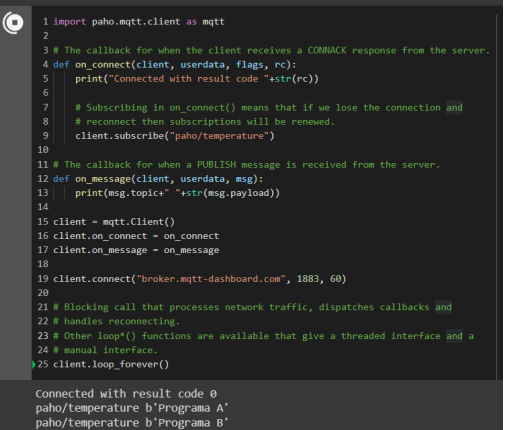 1 import paho.mqtt.client as mqtt
2
3 # The callback for when the client receives a CONNACK response from the server.
4 def on_connect(client, userdata, flags, rc):
5     print("Connected with result code "+str(rc))
6
7     # Subscribing in on_connect() means that if we lose the connection and
8     # reconnect then subscriptions will be renewed.
9     client.subscribe("paho/temperature")
10
11 # The callback for when a PUBLISH message is received from the server.
12 def on_message(client, userdata, msg):
13     print(msg.topic+" "+str(msg.payload))
14
15 client = mqtt.Client()
16 client.on_connect = on_connect
17 client.on_message = on_message
18
19 client.connect("broker.mqtt-dashboard.com", 1883, 60)
20
21 # Blocking call that processes network traffic, dispatches callbacks and
22 # handles reconnecting.
23 # Other loop*() functions are available that give a threaded interface and a
24 # manual interface.
25 client.loop_forever()
Connected with result code 0
paho/temperature b'Programa A'
paho/temperature b'Programa B'